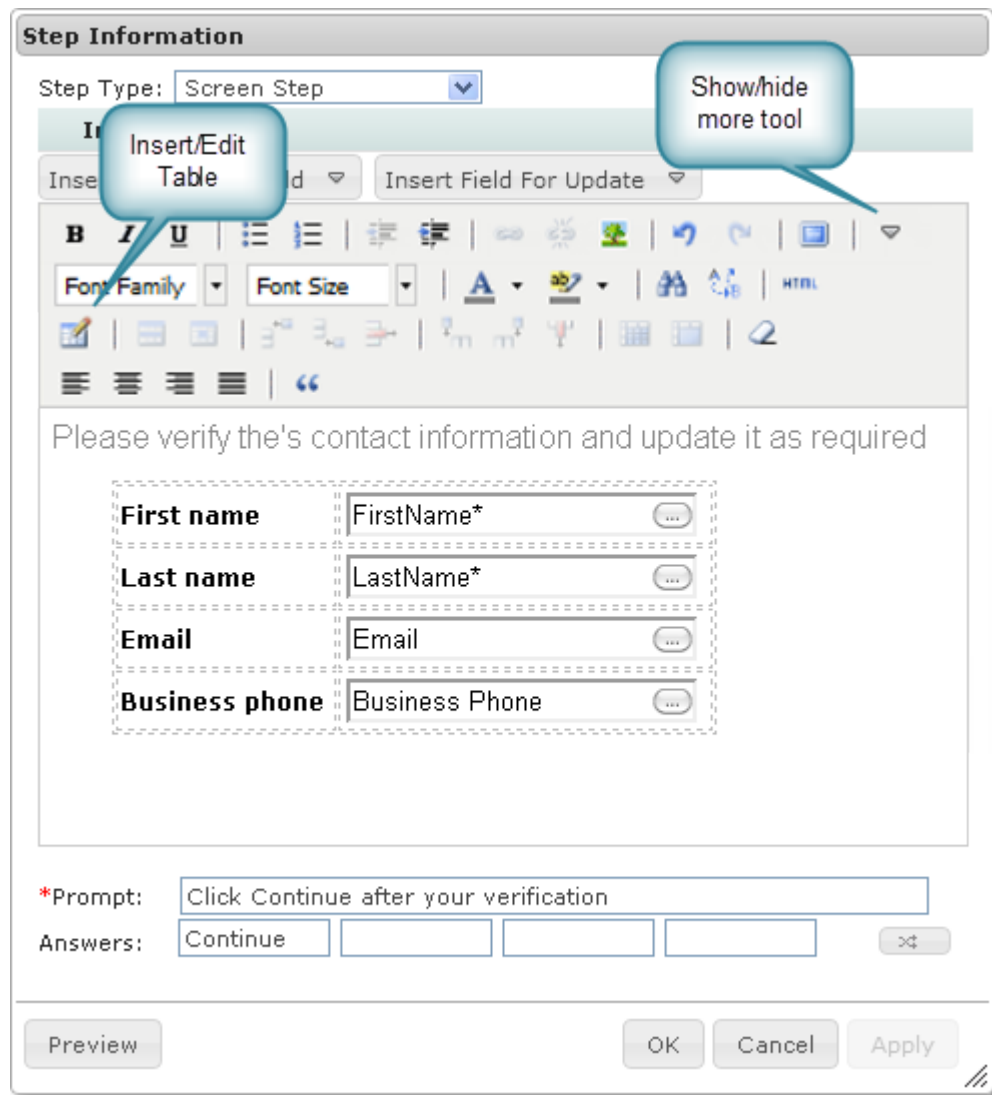 Step Information
Step Type: Screen Step
Show/hide
more tool
Insert/Edit
Table
Insert Field For Update
B I U
Font Family Font Size A ab HTML
Please verify the's contact information and update it as required
First name FirstName* ...
Last name LastName* ...
Email Email ...
Business phone Business Phone ...
*Prompt: Click Continue after your verification
Answers: Continue
Preview OK Cancel Apply